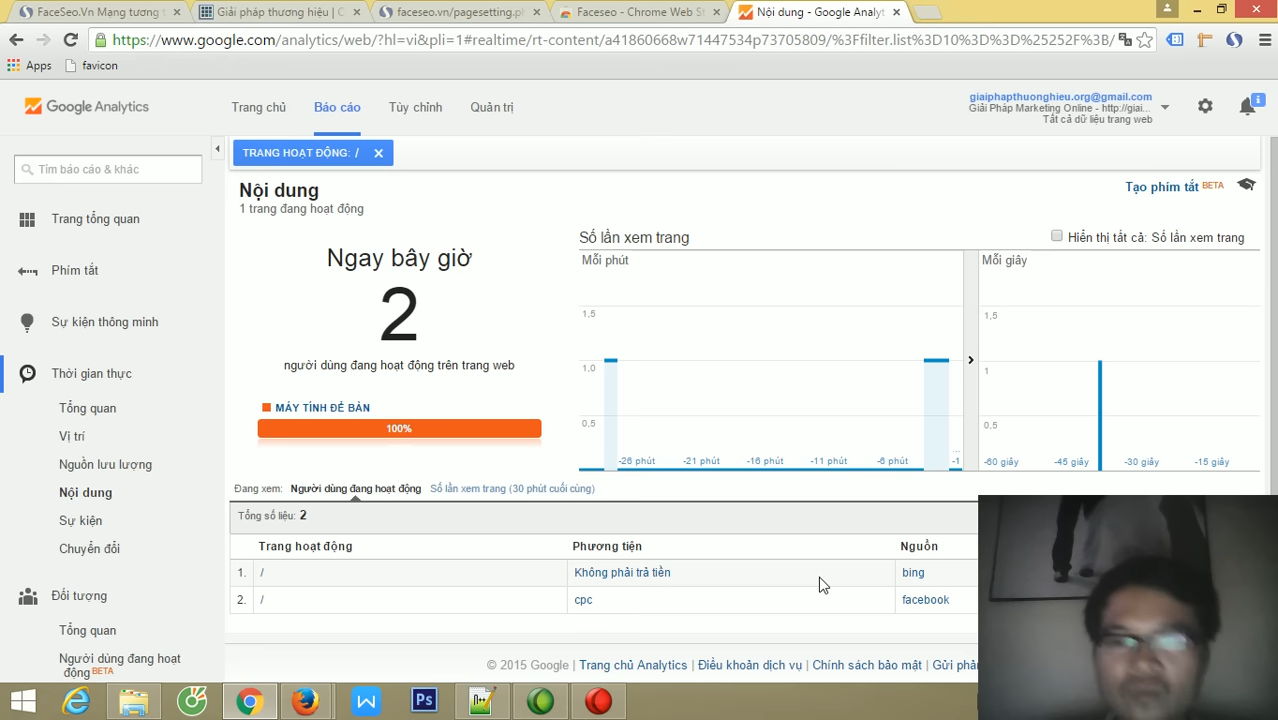 FaceSeo.Vn Mạng tương t
Giải pháp thương hiệu | C
faceseo.vn/pagesetting.p
Faceseo - Chrome Web St
Nội dung - Google Analyt
https://www.google.com/analytics/web/?hl=vi&pli=1#realtime/rt-content/a41860668w71447534p73705809/%3Ffilter.list%3D10%3D%D%25252F%3B/
Apps favicon
Google Analytics
Trang chủ Báo cáo Tùy chỉnh Quản trị
giaiphapthuonghieu.org@gmail.com
Giải Pháp Marketing Online - http://giai...
Tất cả dữ liệu trang web
Tìm báo cáo & khác
TRANG HOẠT ĐỘNG: /
Nội dung
1 trang đang hoạt động
Tạo phím tắt BETA
Trang tổng quan
Phím tắt
Sự kiện thông minh
Thời gian thực
Tổng quan
Vị trí
Nguồn lưu lượng
Nội dung
Sự kiện
Chuyển đổi
Đối tượng
Tổng quan
Người dùng đang hoạt
động BETA
Ngay bây giờ
2
người dùng đang hoạt động trên trang web
MÁY TÍNH ĐỂ BÀN
100%
Số lần xem trang
Hiển thị tất cả: Số lần xem trang
Mỗi phút
1,5
1.0
0,5
-26 phút -21 phút -16 phút -11 phút -6 phút -1
Mỗi giây
1,5
1
0,5
-60 giây -45 giây -30 giây -15 giây
Đang xem: Người dùng đang hoạt động Số lần xem trang (30 phút cuối cùng)
Tổng số liệu: 2
Trang hoạt động Phương tiện Nguồn
1. / Không phải trả tiền bing
2. / cpc facebook
© 2015 Google | Trang chủ Analytics | Điều khoản dịch vụ | Chính sách bảo mật | Gửi phản